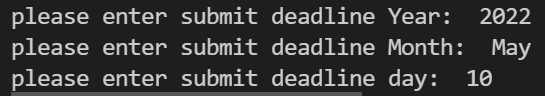 please enter submit deadline Year:  2022
please enter submit deadline Month:  May
please enter submit deadline day:  10